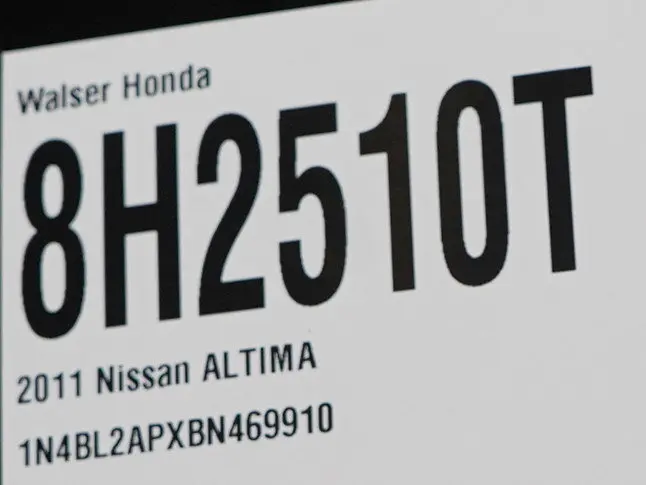 Walser Honda
8H2510T
2011 Nissan ALTIMA
1N4BL2APXBN469910